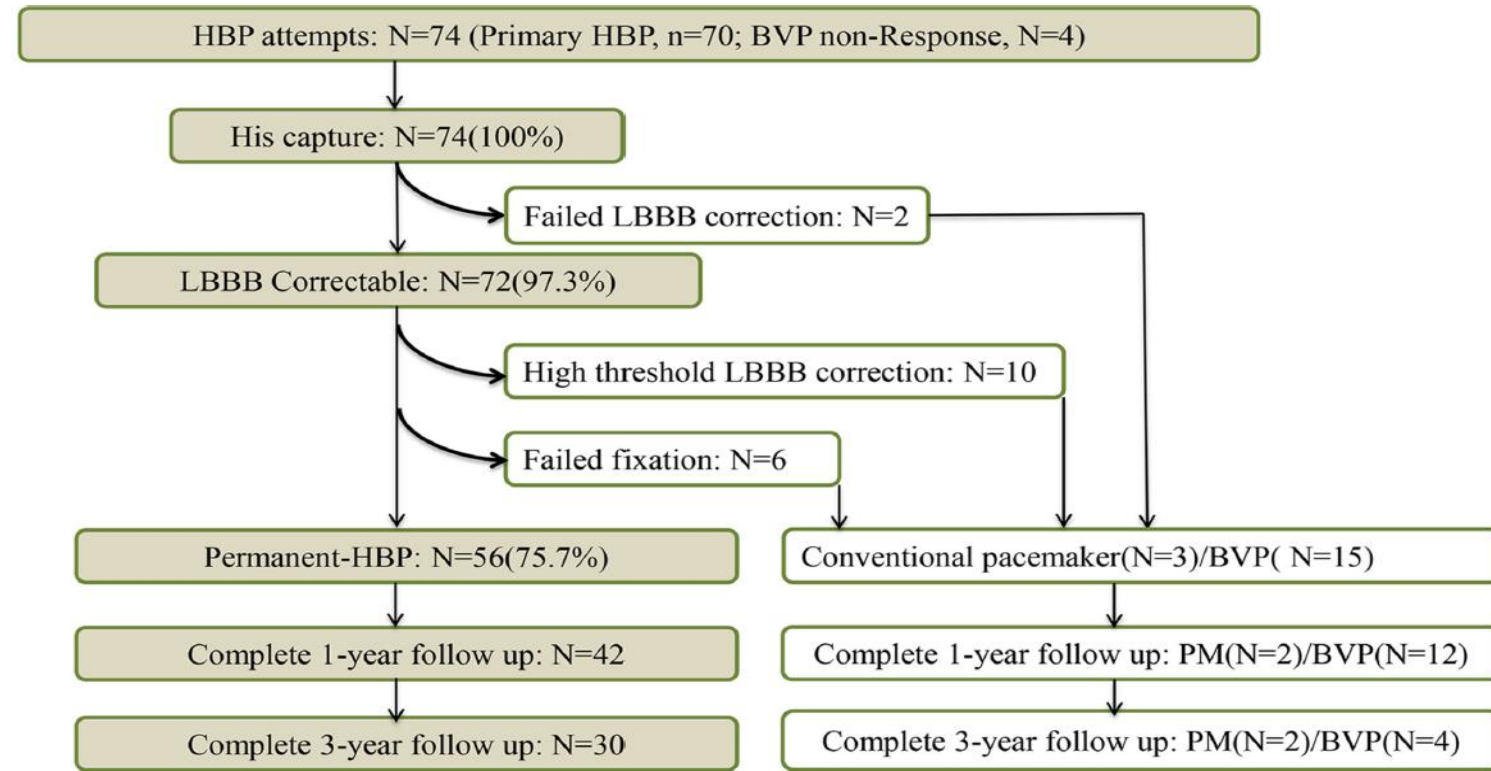 HBP attempts: N=74 (Primary HBP, n=70; BVP non-Response, N=4)
His capture: N=74(100%)
Failed LBBB correction: N=2
LBBB Correctable: N=72(97.3%)
High threshold LBBB correction: N=10
Failed fixation: N=6
Permanent-HBP: N=56(75.7%)
Conventional pacemaker(N=3)/BVP( N=15)
Complete 1-year follow up: N=42
Complete 1-year follow up: PM(N=2)/BVP(N=12)
Complete 3-year follow up: N=30
Complete 3-year follow up: PM(N=2)/BVP(N=4)